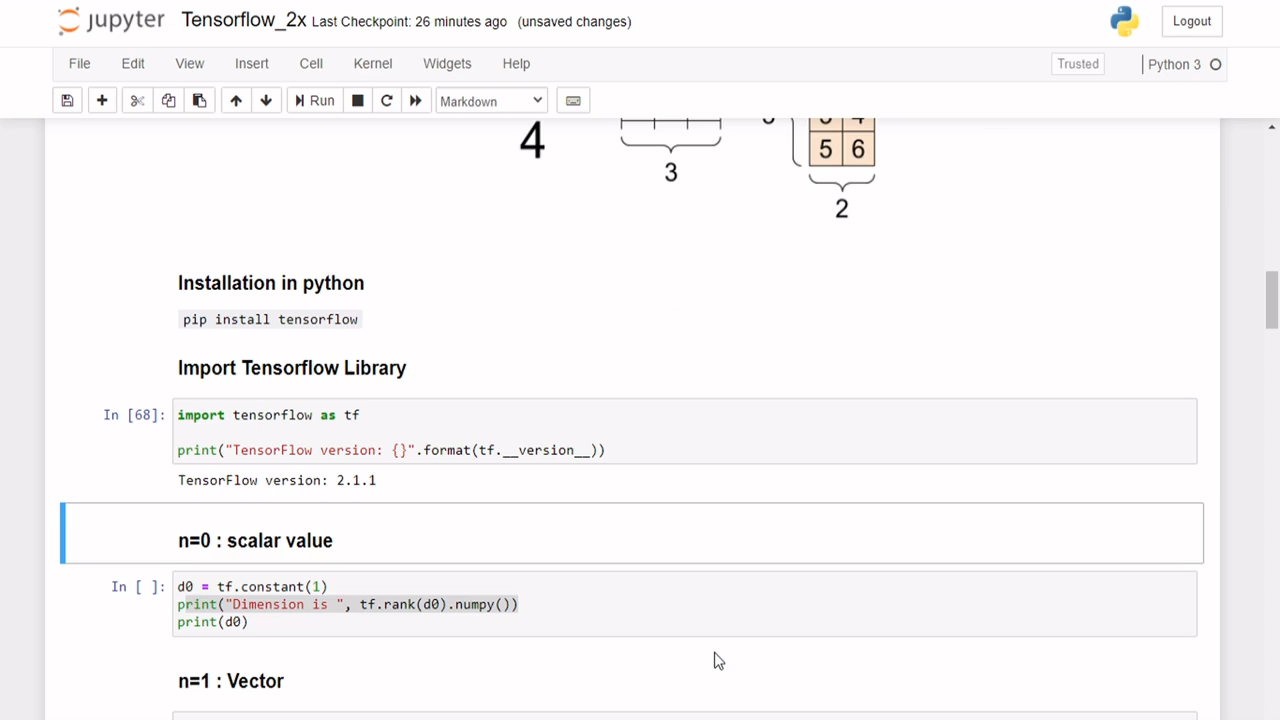 jupyter Tensorflow_2x Last Checkpoint: 26 minutes ago (unsaved changes) Logout
File Edit View Insert Cell Kernel Widgets Help Trusted Python 3
Run Markdown
4
3
5 6
2
Installation in python
pip install tensorflow
Import Tensorflow Library
In [68]: import tensorflow as tf
print("TensorFlow version: {}".format(tf.__version__))
TensorFlow version: 2.1.1
n=0 : scalar value
In [ ]: d0 = tf.constant(1)
print("Dimension is ", tf.rank(d0).numpy())
print(d0)
n=1 : Vector